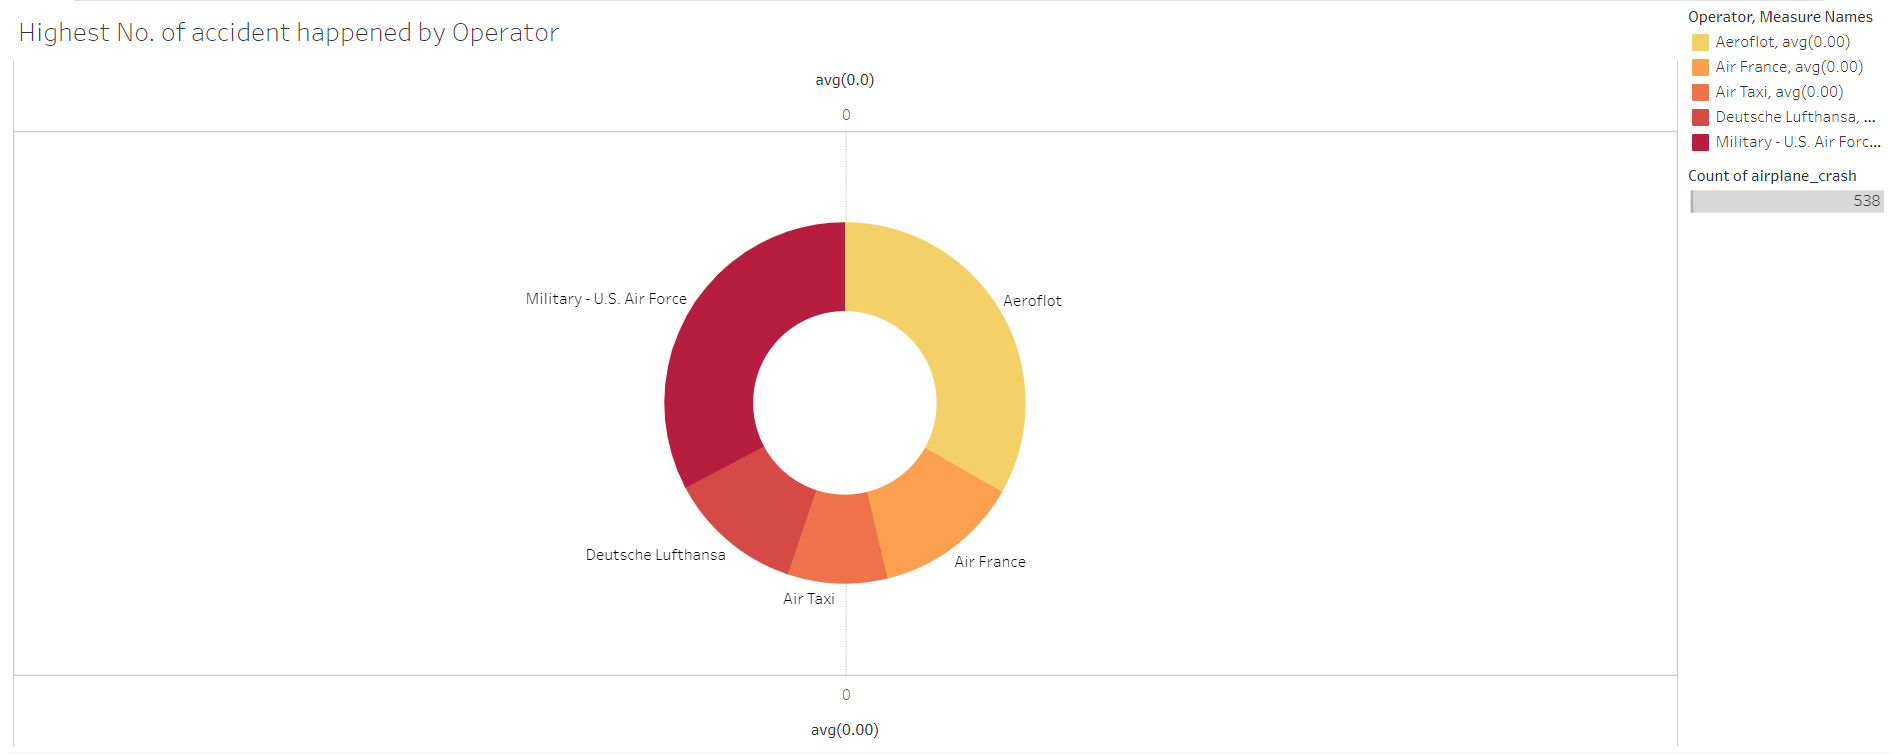 Highest No. of accident happened by Operator
avg(0.0)
0
Military - U.S. Air Force
Aeroflot
Deutsche Lufthansa
Air France
Air Taxi
0
avg(0.00)
Operator, Measure Names
Aeroflot, avg(0.00)
Air France, avg(0.00)
Air Taxi, avg(0.00)
Deutsche Lufthansa, ...
Military - U.S. Air Forc...
Count of airplane_crash
538